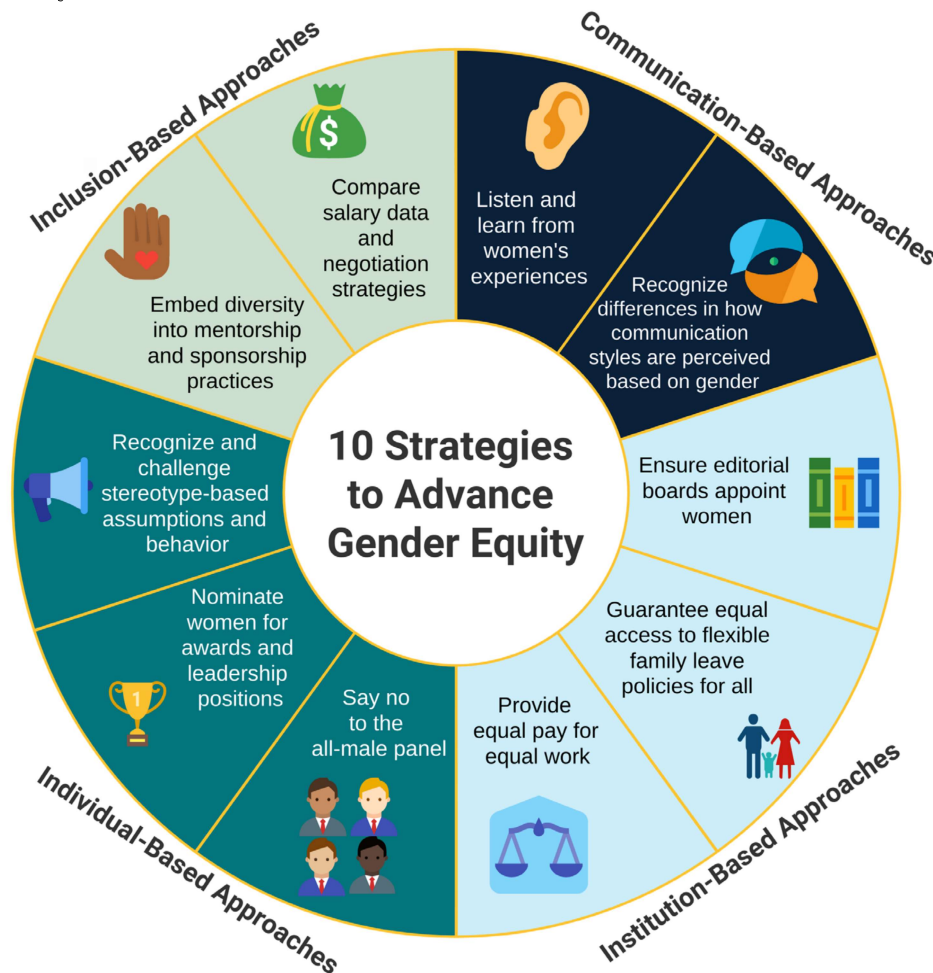 10 Strategies
to Advance
Gender Equity
Communication-Based Approaches
Listen and
learn from
women's
experiences
Recognize
differences in how
communication
styles are perceived
based on gender
Institution-Based Approaches
Ensure editorial
boards appoint
women
Guarantee equal
access to flexible
family leave
policies for all
Provide
equal pay for
equal work
Individual-Based Approaches
Say no
to the
all-male panel
Nominate
women for
awards and
leadership
positions
1
Recognize and
challenge
stereotype-based
assumptions and
behavior
Inclusion-Based Approaches
Embed diversity
into mentorship
and sponsorship
practices
$
Compare
salary data
and
negotiation
strategies